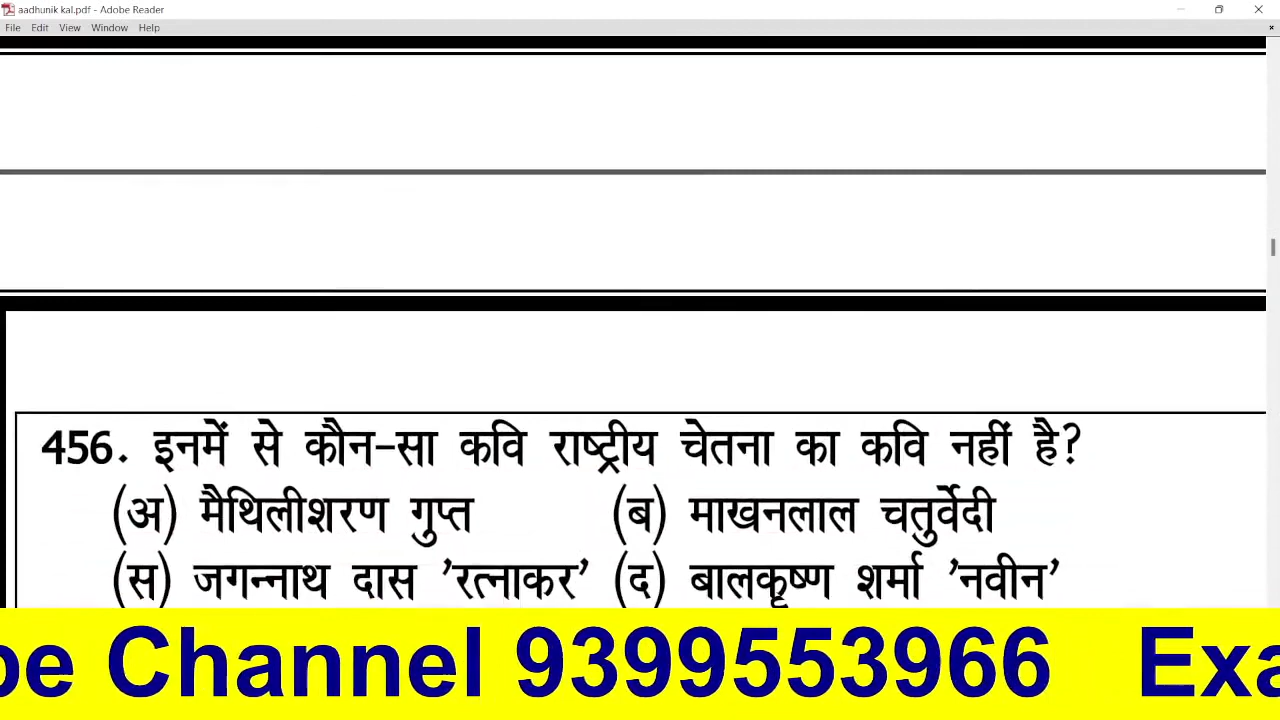 aadhunik kal.pdf - Adobe Reader
File Edit View Window Help
456. इनमें से कौन-सा कवि राष्ट्रीय चेतना का कवि नहीं है?
(अ) मैथिलीशरण गुप्त (ब) माखनलाल चतुर्वेदी
(स) जगन्नाथ दास 'रत्नाकर' (द) बालकृष्ण शर्मा 'नवीन'
be Channel 9399553966 Exa